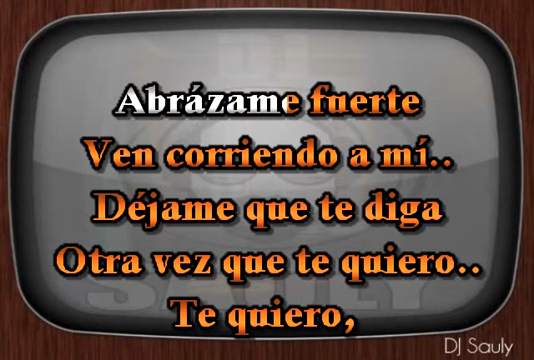 Abrázame fuerte
Ven corriendo a mí..
Déjame que te diga
Otra vez que te quiero..
Te quiero,
DJ Sauly